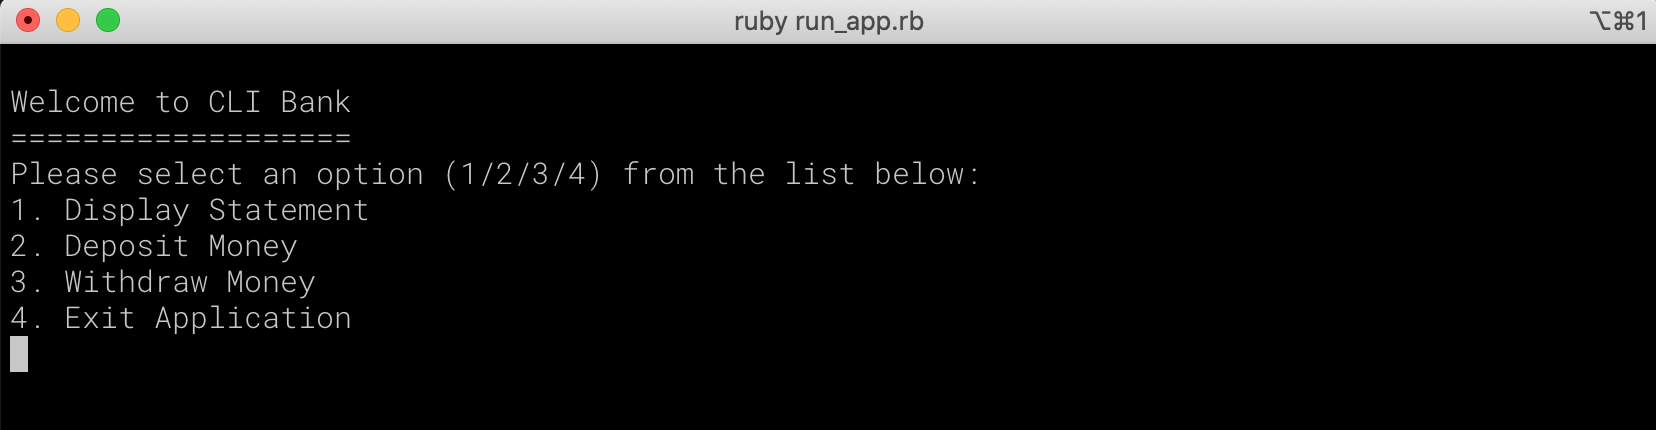 ruby run_app.rb
⌥⌘1
Welcome to CLI Bank
===================
Please select an option (1/2/3/4) from the list below:
1. Display Statement
2. Deposit Money
3. Withdraw Money
4. Exit Application